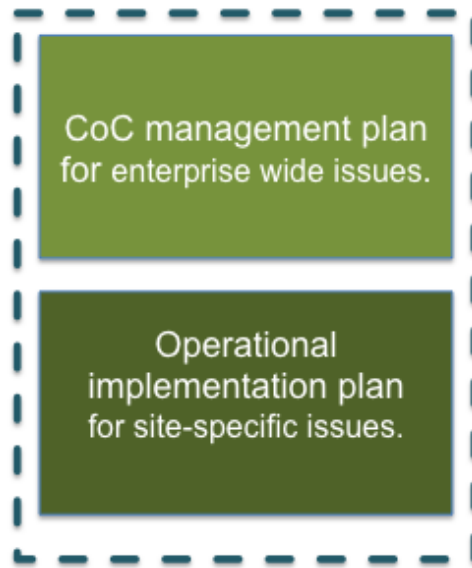 CoC management plan
for enterprise wide issues.
Operational
implementation plan
for site-specific issues.